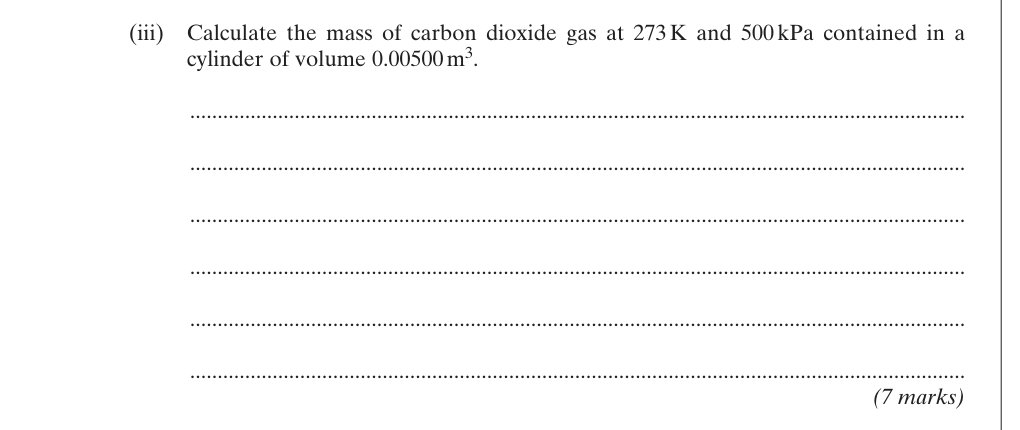 (iii) Calculate the mass of carbon dioxide gas at 273 K and 500 kPa contained in a
cylinder of volume 0.00500 m³.
..........................................................................................................................................
..........................................................................................................................................
..........................................................................................................................................
..........................................................................................................................................
..........................................................................................................................................
..........................................................................................................................................
(7 marks)